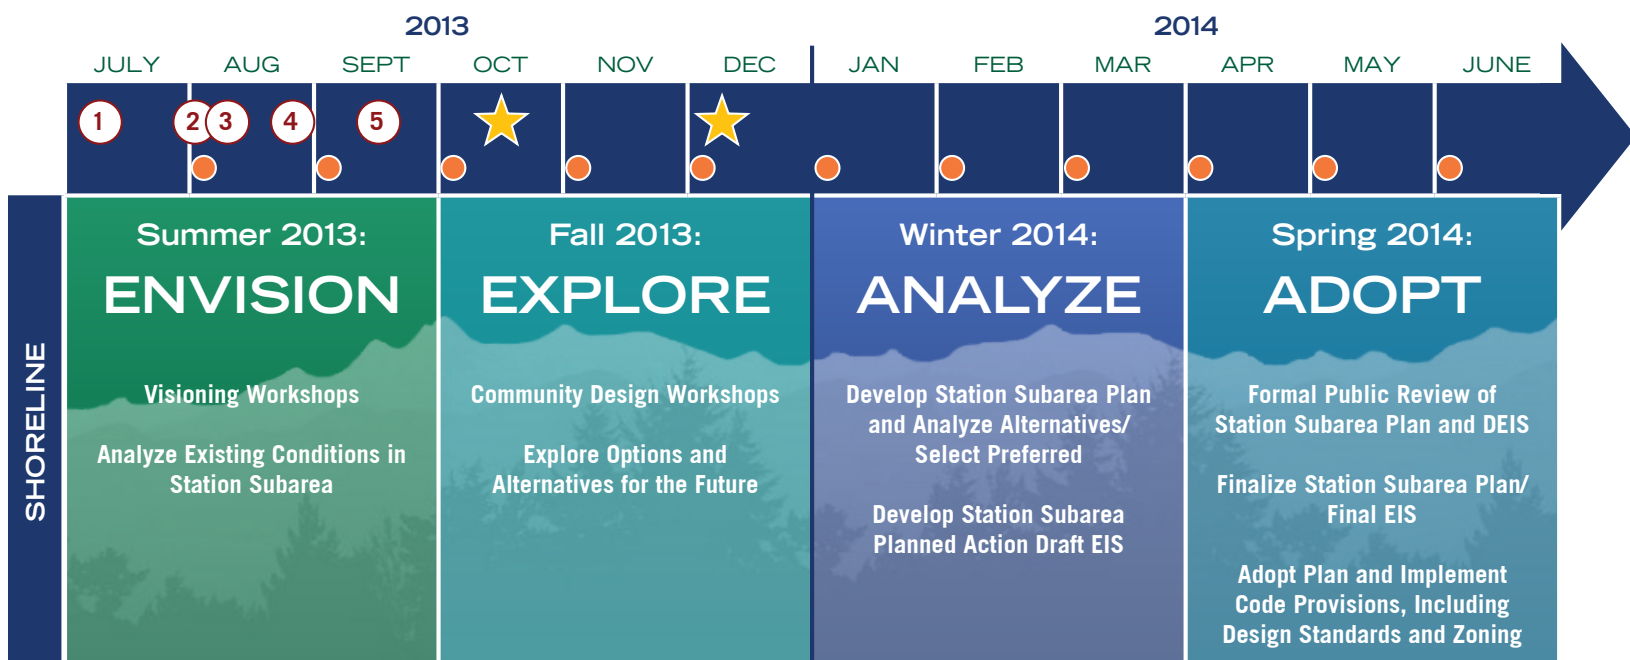 2013
2014
JULY
AUG
SEPT
OCT
NOV
DEC
JAN
FEB
MAR
APR
MAY
JUNE
1
2
3
4
5
SHORELINE
Summer 2013:
ENVISION
Visioning Workshops
Analyze Existing Conditions in
Station Subarea
Fall 2013:
EXPLORE
Community Design Workshops
Explore Options and
Alternatives for the Future
Winter 2014:
ANALYZE
Develop Station Subarea Plan
and Analyze Alternatives/
Select Preferred
Develop Station Subarea
Planned Action Draft EIS
Spring 2014:
ADOPT
Formal Public Review of
Station Subarea Plan and DEIS
Finalize Station Subarea Plan/
Final EIS
Adopt Plan and Implement
Code Provisions, Including
Design Standards and Zoning